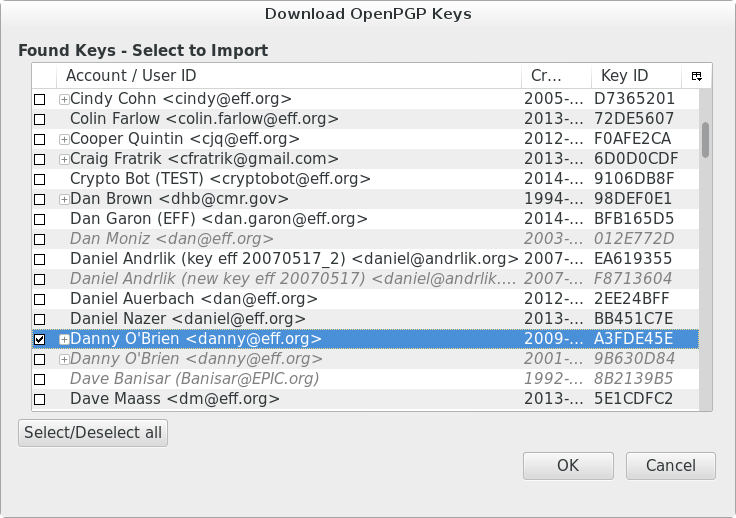 Download OpenPGP Keys
Found Keys - Select to Import
Account / User ID Cr... Key ID
Cindy Cohn <cindy@eff.org> 2005-... D7365201
Colin Farlow <colin.farlow@eff.org> 2013-... 72DE5607
Cooper Quintin <cjq@eff.org> 2012-... F0AFE2CA
Craig Fratrik <cfratrik@gmail.com> 2013-... 6D0D0CDF
Crypto Bot (TEST) <cryptobot@eff.org> 2014-... 9106DB8F
Dan Brown <dhb@cmr.gov> 1994-... 98DEF0E1
Dan Garon (EFF) <dan.garon@eff.org> 2014-... BFB165D5
Dan Moniz <dan@eff.org> 2003-... 012E772D
Daniel Andrlik (key eff 20070517_2) <daniel@andrlik.org> 2007-... EA619355
Daniel Andrlik (new key eff 20070517) <daniel@andrlik.... 2007-... F8713604
Daniel Auerbach <dan@eff.org> 2012-... 2EE24BFF
Daniel Nazer <daniel@eff.org> 2013-... BB451C7E
Danny O'Brien <danny@eff.org> 2009-... A3FDE45E
Danny O'Brien <danny@eff.org> 2001-... 9B630D84
Dave Banisar (Banisar@EPIC.org) 1992-... 8B2139B5
Dave Maass <dm@eff.org> 2013-... 5E1CDFC2
Select/Deselect all
OK Cancel